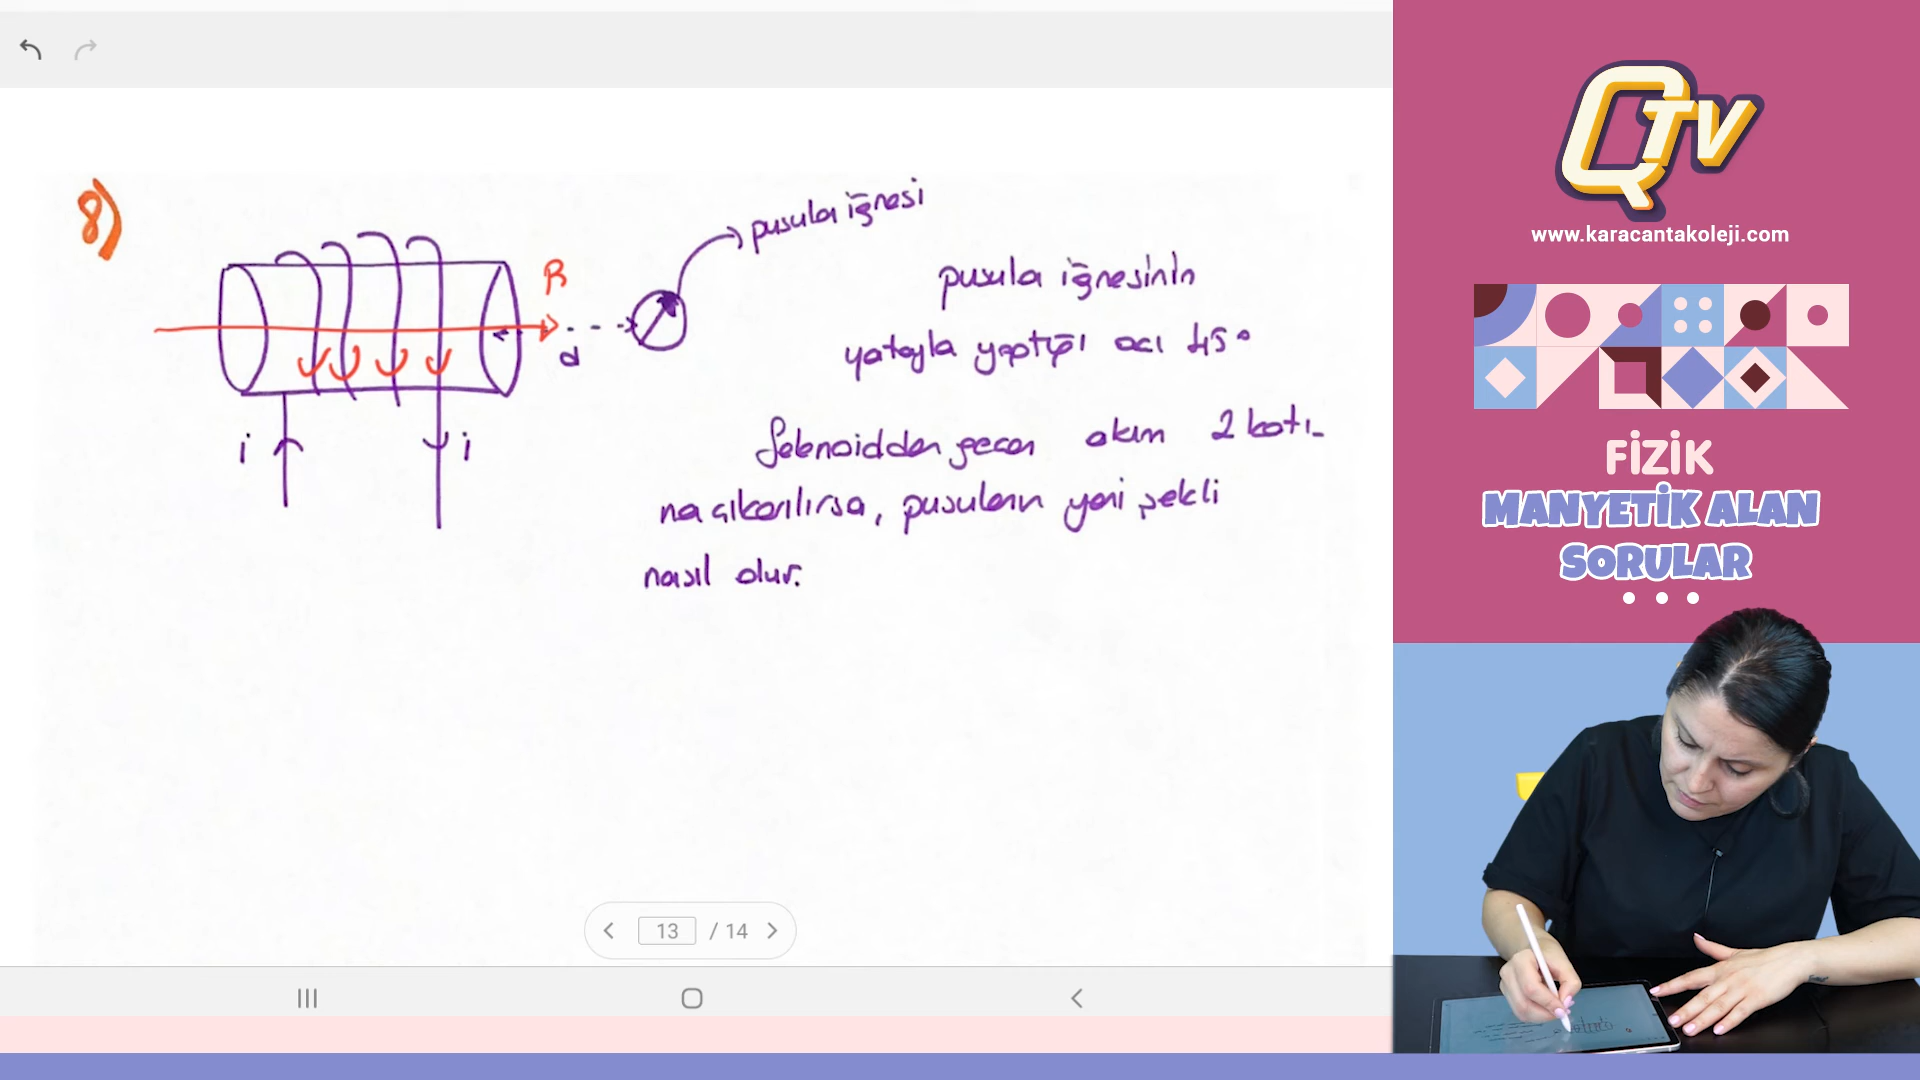 8)
pusula iğnesi
B
d
i
i
pusula iğnesinin
yatayla yaptığı açı 45°
Selenoidden geçen akım 2 katı-
na çıkarılırsa, pusulanın yeni şekli
nasıl olur.
13 / 14
QTV
www.karacantakoleji.com
FİZİK
MANYETİK ALAN
SORULAR